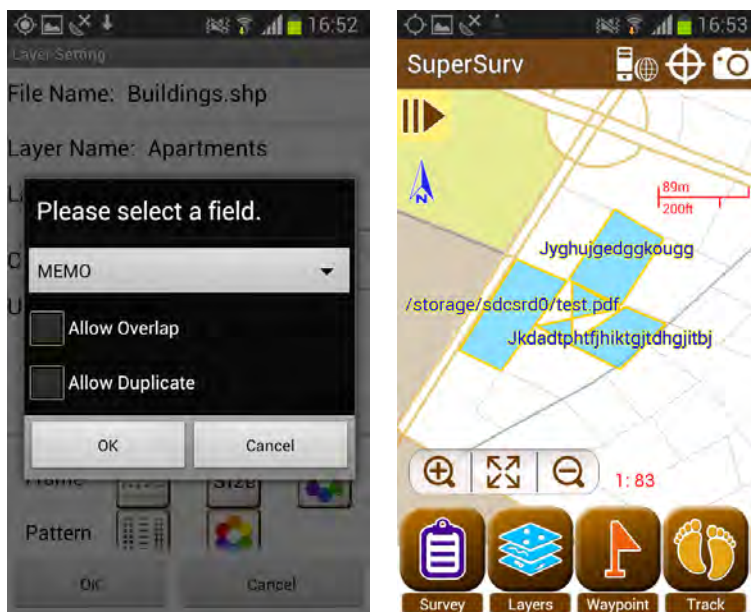 16:52
Layer Setting
File Name: Buildings.shp
Layer Name: Apartments
Please select a field.
MEMO
Allow Overlap
Allow Duplicate
OK
Cancel
Frame
Size
Pattern
OK
Cancel
16:53
SuperSurv
N
89m
200ft
Jyghujgedggkougg
/storage/sdcsrd0/test.pdf
Jkdadtphtfjhiktgjtdhgjitbj
1: 83
Survey
Layers
Waypoint
Track